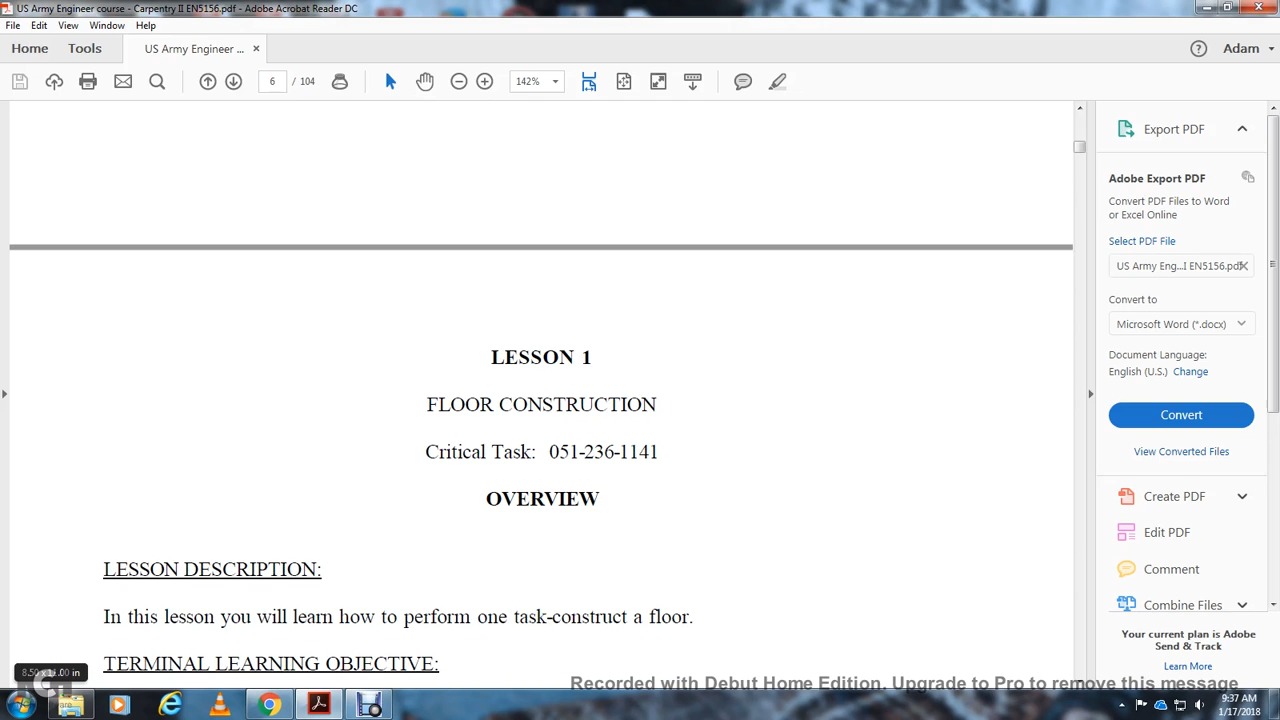 US Army Engineer course - Carpentry II EN5156.pdf - Adobe Acrobat Reader DC
File Edit View Window Help
Home Tools US Army Engineer ... × Adam
6 / 104 142%
Export PDF
Adobe Export PDF
Convert PDF Files to Word
or Excel Online
Select PDF File
US Army Eng...I EN5156.pdf
Convert to
Microsoft Word (*.docx)
Document Language:
English (U.S.) Change
Convert
View Converted Files
Create PDF
Edit PDF
Comment
Combine Files
Your current plan is Adobe
Send & Track
Learn More
LESSON 1
FLOOR CONSTRUCTION
Critical Task: 051-236-1141
OVERVIEW
LESSON DESCRIPTION:
In this lesson you will learn how to perform one task-construct a floor.
TERMINAL LEARNING OBJECTIVE:
8.50 x 11.00 in
Recorded with Debut Home Edition. Upgrade to Pro to remove this message
9:37 AM
1/17/2018